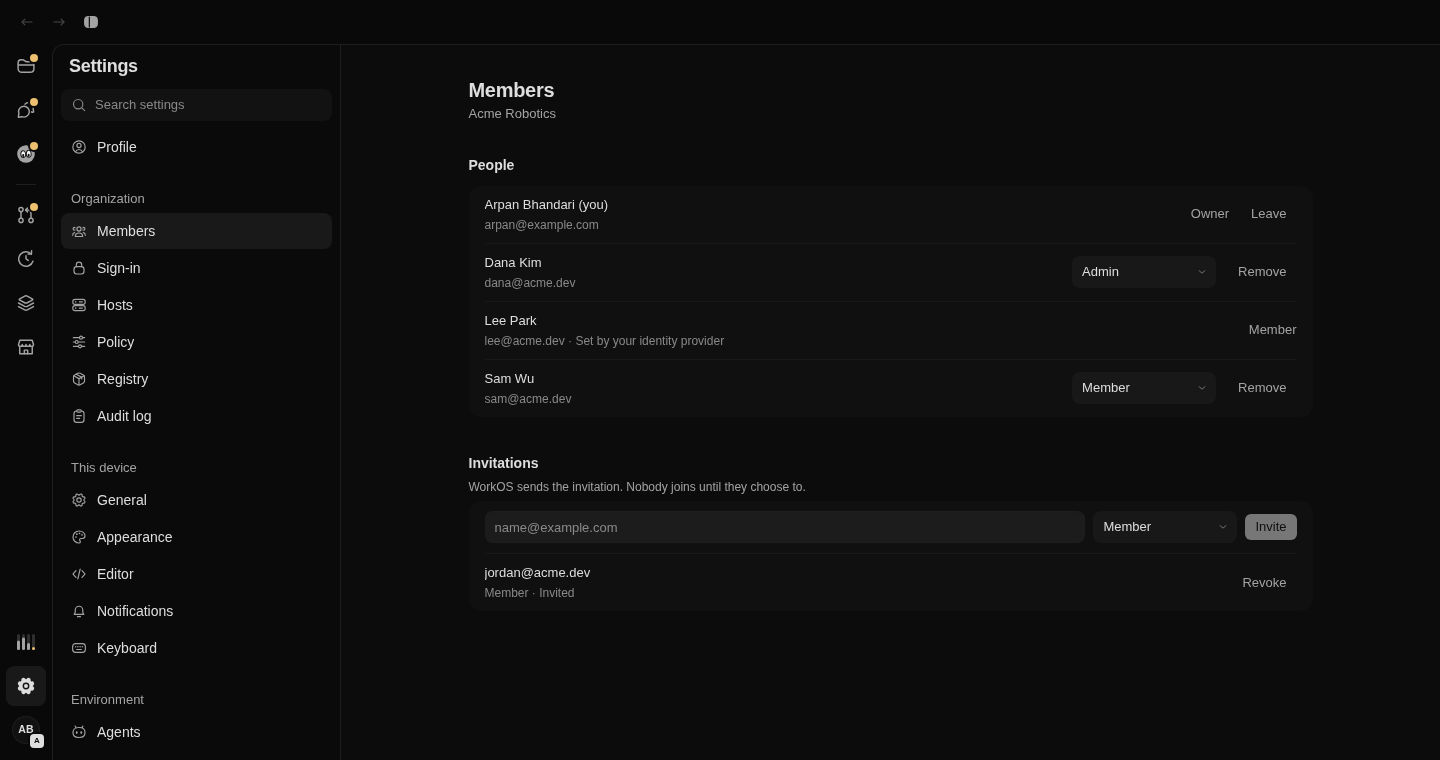 Settings
Search settings
Profile
Organization
Members
Sign-in
Hosts
Policy
Registry
Audit log
This device
General
Appearance
Editor
Notifications
Keyboard
Environment
Agents
AB
A
Members
Acme Robotics
People
Arpan Bhandari (you)
arpan@example.com
Owner Leave
Dana Kim
dana@acme.dev
Admin Remove
Lee Park
lee@acme.dev · Set by your identity provider
Member
Sam Wu
sam@acme.dev
Member Remove
Invitations
WorkOS sends the invitation. Nobody joins until they choose to.
name@example.com Member Invite
jordan@acme.dev
Member · Invited
Revoke